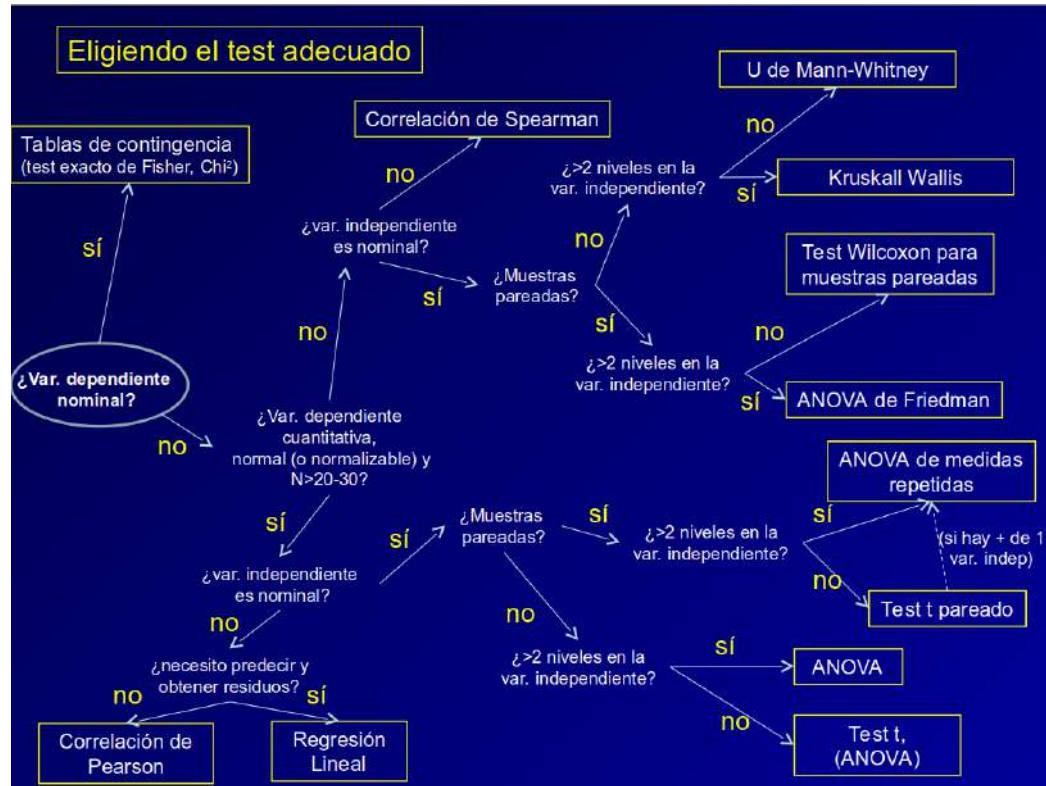 Eligiendo el test adecuado
U de Mann-Whitney
no
Correlación de Spearman
Tablas de contingencia
(test exacto de Fisher, Chi²)
no
¿>2 niveles en la
var. independiente?
sí
Kruskall Wallis
¿var. independiente
es nominal?
no
sí
sí
¿Muestras
pareadas?
Test Wilcoxon para
muestras pareadas
sí
no
no
¿>2 niveles en la
var. independiente?
sí
ANOVA de Friedman
¿Var. dependiente
nominal?
no
¿Var. dependiente
cuantitativa,
normal (o normalizable) y
N>20-30?
ANOVA de medidas
repetidas
sí
sí
¿Muestras
pareadas?
sí
¿>2 niveles en la
var. independiente?
sí
(si hay + de 1
var. indep)
no
Test t pareado
¿var. independiente
es nominal?
no
no
¿>2 niveles en la
var. independiente?
sí
ANOVA
no
Test t,
(ANOVA)
¿necesito predecir y
obtener residuos?
no
sí
Correlación de
Pearson
Regresión
Lineal